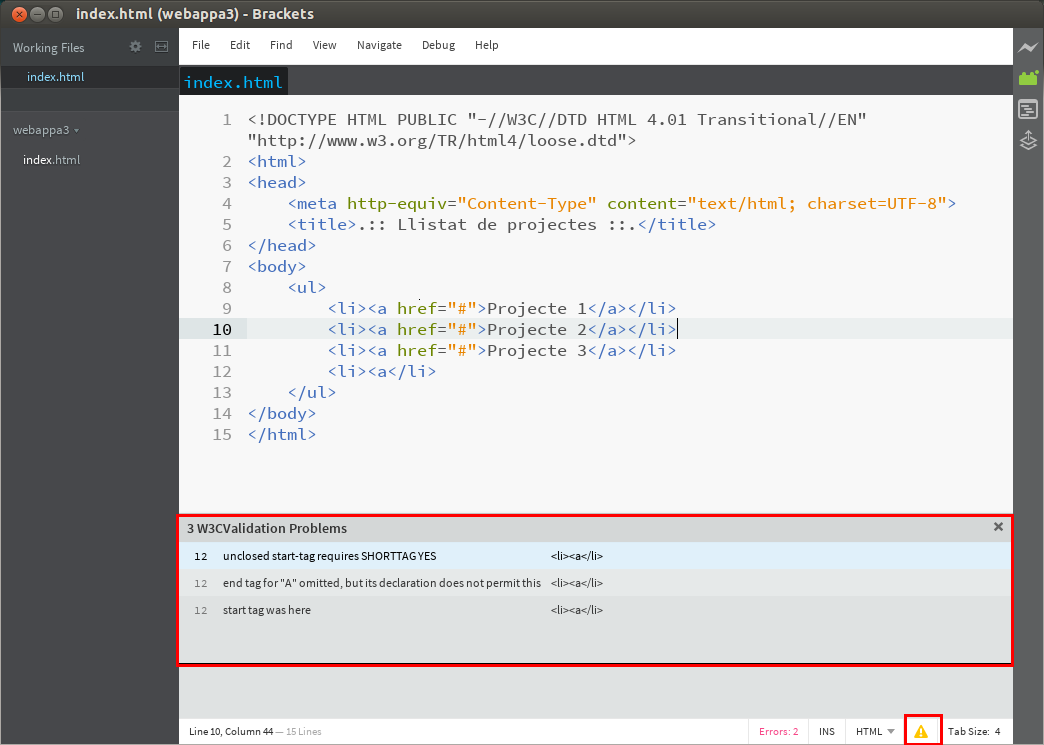 index.html (webappa3) - Brackets
Working Files
index.html
webappa3
index.html
File Edit Find View Navigate Debug Help
index.html
1 <!DOCTYPE HTML PUBLIC "-//W3C//DTD HTML 4.01 Transitional//EN"
"http://www.w3.org/TR/html4/loose.dtd">
2 <html>
3 <head>
4     <meta http-equiv="Content-Type" content="text/html; charset=UTF-8">
5     <title>.:: Llistat de projectes ::.</title>
6 </head>
7 <body>
8     <ul>
9         <li><a href="#">Projecte 1</a></li>
10         <li><a href="#">Projecte 2</a></li>
11         <li><a href="#">Projecte 3</a></li>
12         <li><a</li>
13     </ul>
14 </body>
15 </html>
3 W3CValidation Problems
12 unclosed start-tag requires SHORTTAG YES <li><a</li>
12 end tag for "A" omitted, but its declaration does not permit this <li><a</li>
12 start tag was here <li><a</li>
Line 10, Column 44 — 15 Lines Errors: 2 INS HTML Tab Size: 4